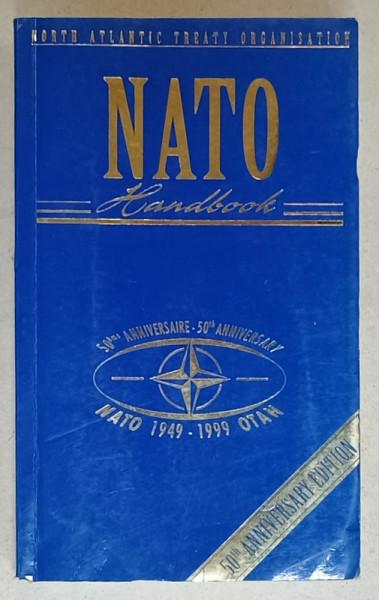 NORTH ATLANTIC TREATY ORGANISATION
NATO
Handbook
50ème ANNIVERSAIRE - 50th ANNIVERSARY
NATO 1949 - 1999 OTAN
50th ANNIVERSARY EDITION